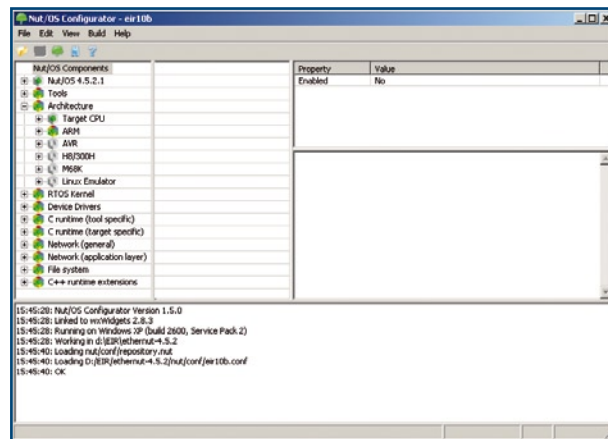 Nut/OS Configurator - eir10b
File Edit View Build Help
Nut/OS Components
Nut/OS 4.5.2.1
Tools
Architecture
Target CPU
ARM
AVR
H8/300H
M68K
Linux Emulator
RTOS Kernel
Device Drivers
C runtime (tool specific)
C runtime (target specific)
Network (general)
Network (application layer)
File system
C++ runtime extensions
Property Value
Enabled No
15:45:28: Nut/OS Configurator Version 1.5.0
15:45:28: Linked to wxWidgets 2.8.3
15:45:28: Running on Windows XP (build 2600, Service Pack 2)
15:45:28: Working in d:\EIR\ethernut-4.5.2
15:45:40: Loading nut/conf/repository.nut
15:45:40: Loading D:/EIR/ethernut-4.5.2/nut/conf/eir10b.conf
15:45:40: OK